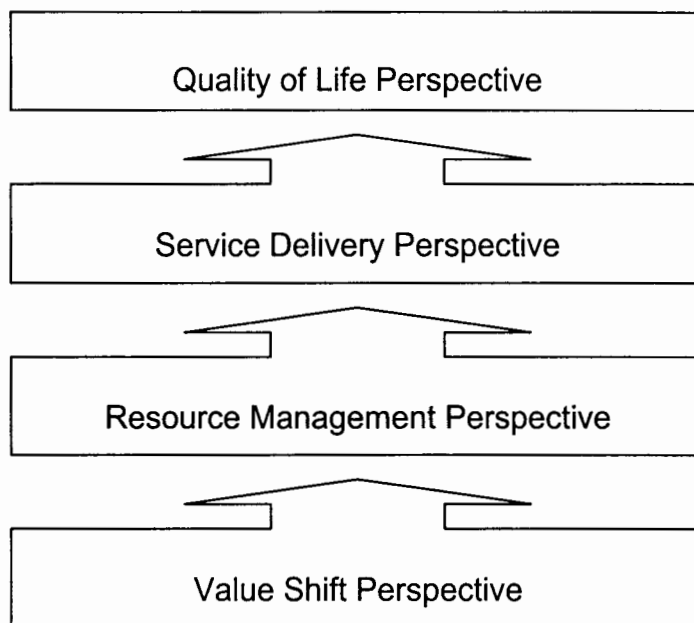 Quality of Life Perspective
Service Delivery Perspective
Resource Management Perspective
Value Shift Perspective